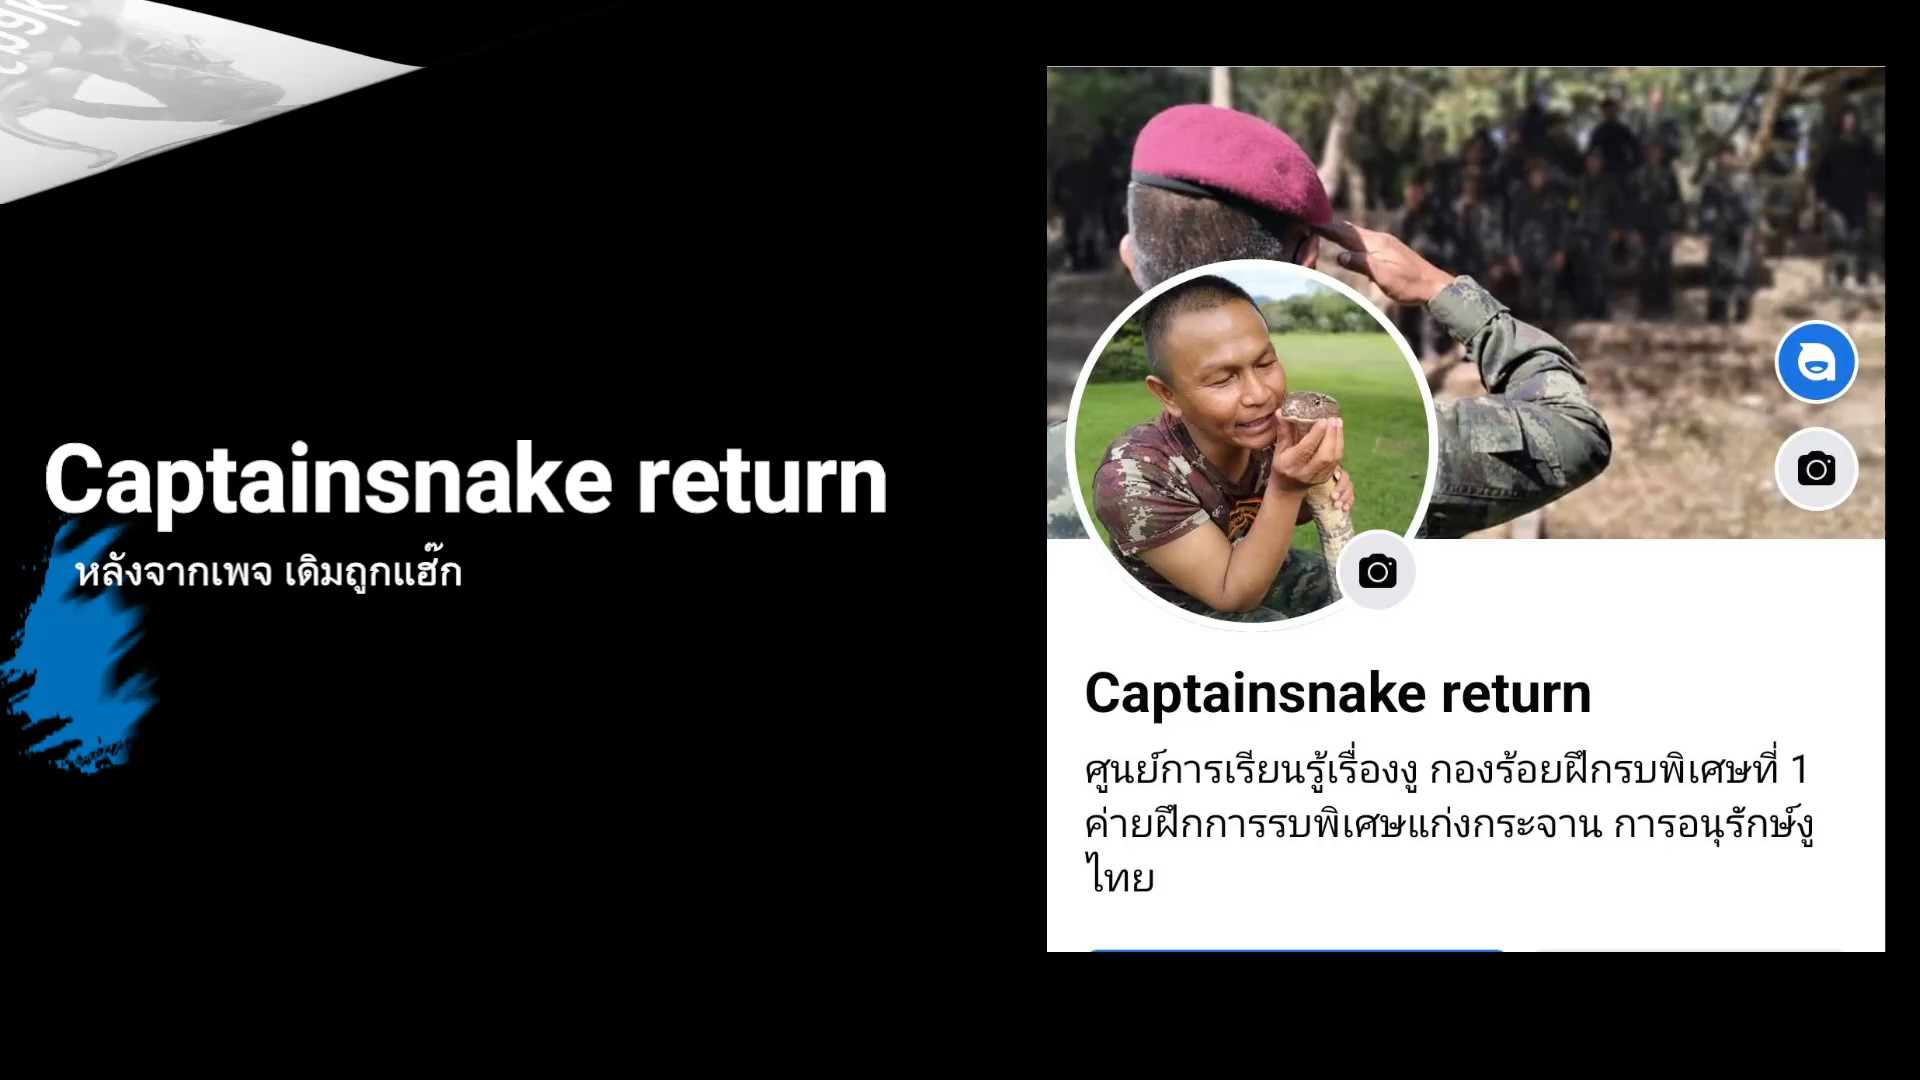 Captainsnake return
หลังจากเพจ เดิมถูกแฮ๊ก
Captainsnake return
ศูนย์การเรียนรู้เรื่องงู กองร้อยฝึกรบพิเศษที่ 1
ค่ายฝึกการรบพิเศษแก่งกระจาน การอนุรักษ์งู
ไทย